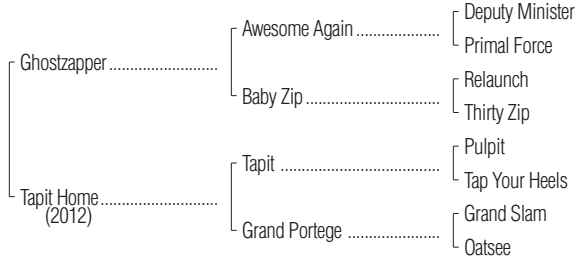 Deputy Minister
Awesome Again
Primal Force
Ghostzapper
Relaunch
Baby Zip
Thirty Zip
Pulpit
Tapit
Tap Your Heels
Tapit Home
(2012)
Grand Slam
Grand Portege
Oatsee